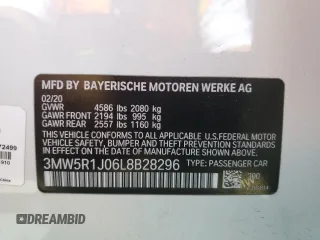 MFD BY BAYERISCHE MOTOREN WERKE AG
02/20
GVWR 4586 lbs 2080 kg
GAWR FRONT 2194 lbs 995 kg
GAWR REAR 2557 lbs 1160 kg
THIS VEHICLE CONFORMS TO ALL APPLICABLE U.S. FEDERAL MOTOR VEHICLE SAFETY, BUMPER, AND THEFT PREVENTION STANDARDS IN EFFECT ON THE DATE OF MANUFACTURE SHOWN ABOVE.
3MW5R1J06L8B28296 TYPE: PASSENGER CAR
72499
910